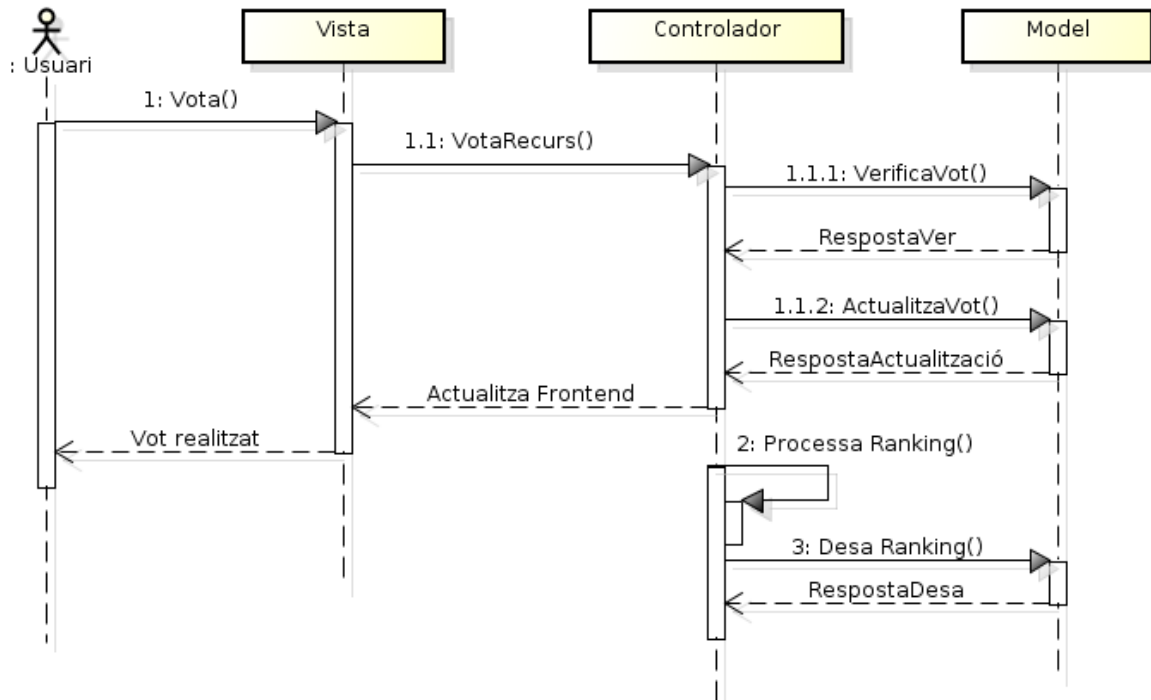 Vista
Controlador
Model
: Usuari
1: Vota()
1.1: VotaRecurs()
1.1.1: VerificaVot()
RespostaVer
1.1.2: ActualitzaVot()
RespostaActualització
Actualitza Frontend
Vot realitzat
2: Processa Ranking()
3: Desa Ranking()
RespostaDesa